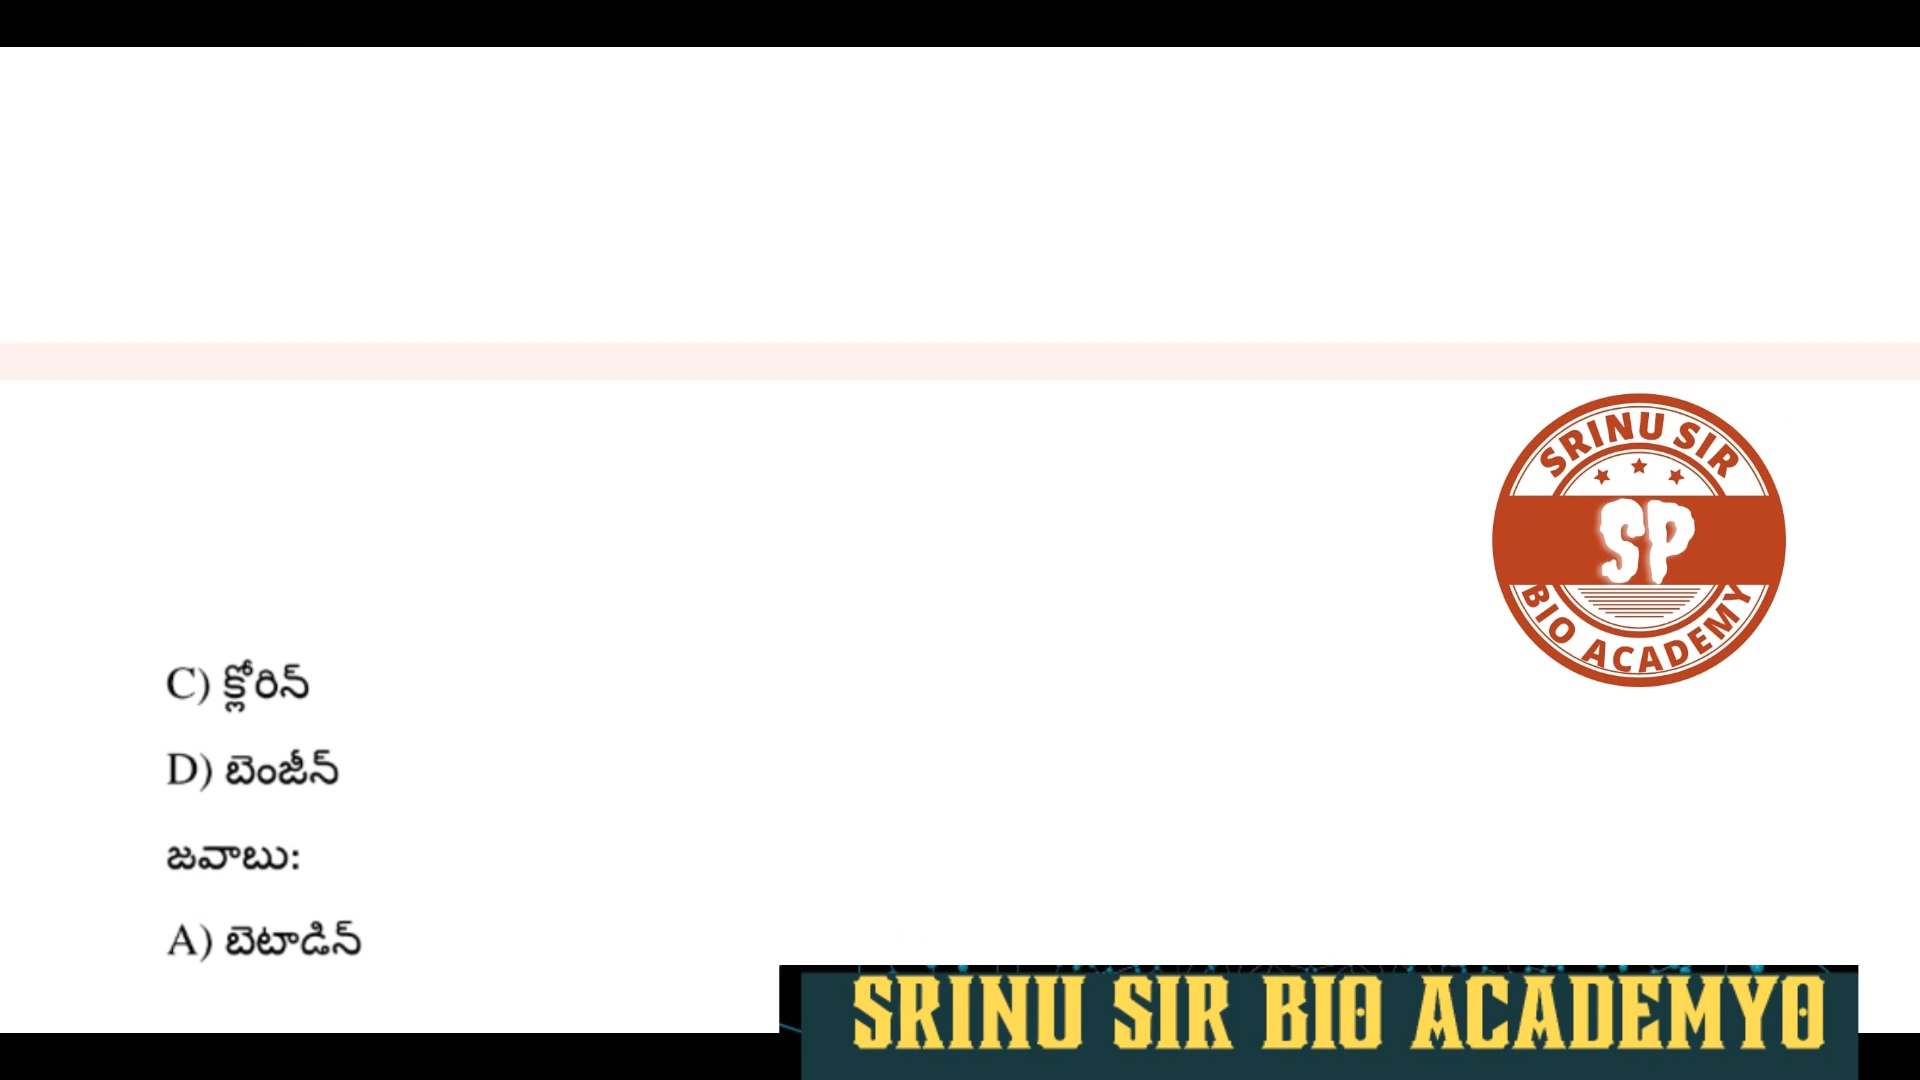 SRINU SIR
SP
BIO ACADEMY
C) క్లోరిన్
D) బెంజీన్
జవాబు:
A) బెటాడిన్
SRINU SIR BIO ACADEMYO